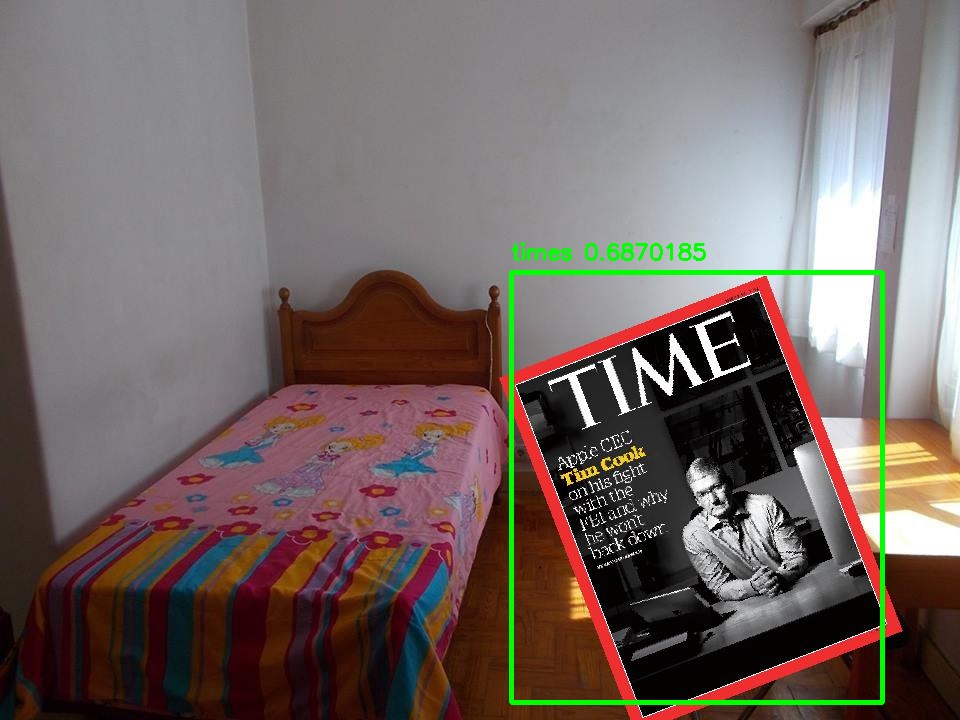 times 0.6870185
TIME
Apple CEO
Tim Cook
on his fight
with the
FBI and why
he won't
back down